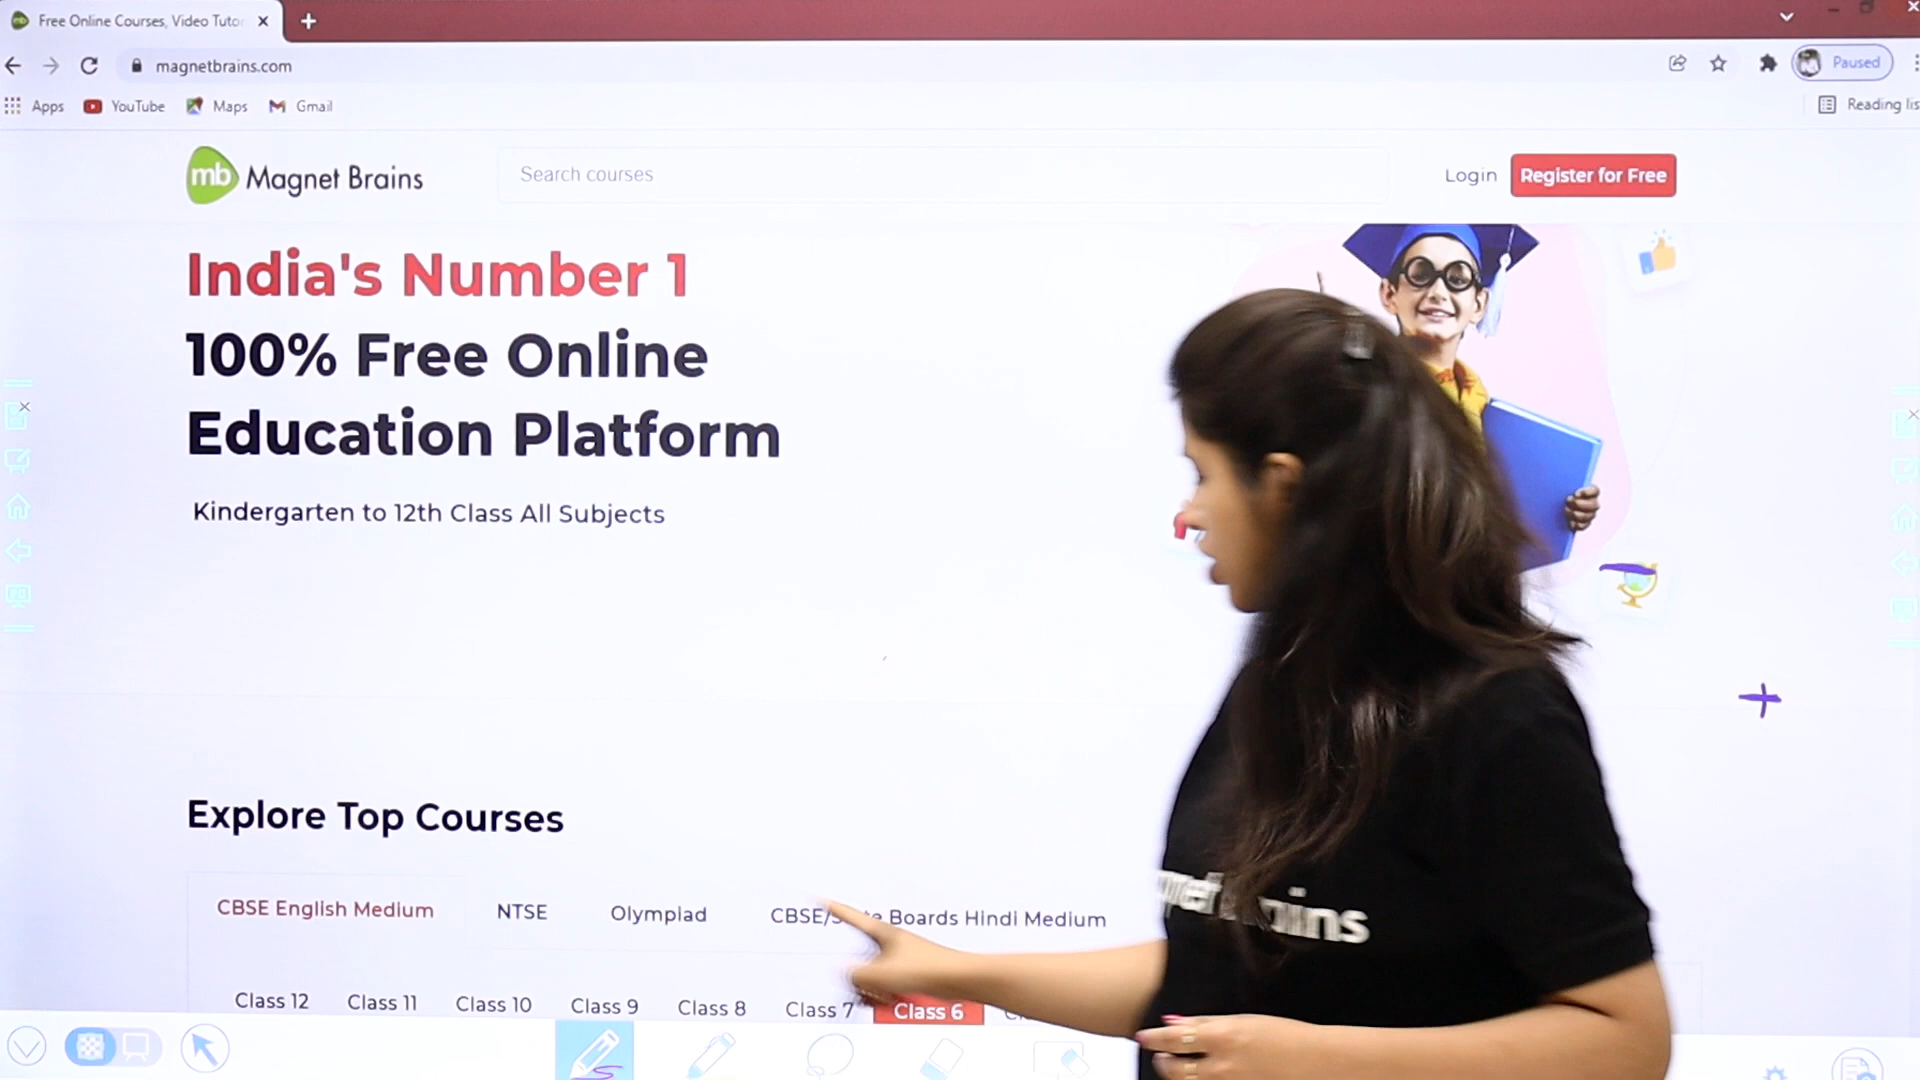 Free Online Courses, Video Tutor
magnetbrains.com
Paused
Apps YouTube Maps Gmail
Reading lis
mb Magnet Brains
Search courses
Login Register for Free
India's Number 1
100% Free Online
Education Platform
Kindergarten to 12th Class All Subjects
Explore Top Courses
CBSE English Medium NTSE Olympiad CBSE/S te Boards Hindi Medium
Class 12 Class 11 Class 10 Class 9 Class 8 Class 7 Class 6